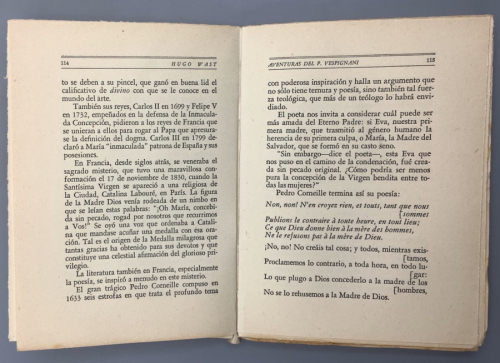 114 HUGO WAST
to se deben a su pincel, que ganó en buena lid el
calificativo de divino con que se le conoce en el
mundo del arte.
También sus reyes, Carlos II en 1699 y Felipe V
en 1732, empeñados en la defensa de la Inmacula-
da Concepción, pidieron a los reyes de Francia que
se unieran a ellos para rogar al Papa que apresura-
se la definición del dogma. Carlos III en 1799 de-
claró a María "inmaculada" patrona de España y sus
posesiones.
En Francia, desde siglos atrás, se veneraba el
sagrado misterio, que tuvo una maravillosa con-
formación el 17 de noviembre de 1830, cuando la
Santísima Virgen se apareció a una religiosa de
la Ciudad, Catalina Labouré, en París. La figura
de la Madre Dios venía rodeada de un nimbo en
que se leían estas palabras: "¡Oh María, concebi-
da sin pecado, rogad por nosotros que recurrimos
a Vos!" Se oyó una voz que ordenaba a Catali-
na que mandase acuñar una medalla con esa ora-
ción. Tal es el origen de la Medalla milagrosa que
tantas gracias ha obtenido para sus devotos y que
constituye una celestial afirmación del glorioso pri-
vilegio.
La literatura también en Francia, especialmente
la poesía, se inspiró a menudo en este misterio.
El gran trágico Pedro Corneille compuso en
1633 seis estrofas en que trata el profundo tema
AVENTURAS DEL P. VESPIGNANI 115
con poderosa inspiración y halla un argumento que
no sólo tiene ternura y poesía, sino también tal fuer-
za teológica, que más de un teólogo lo habrá envi-
diado.
El poeta nos invita a considerar cuál puede ser
más amada del Eterno Padre: si Eva, nuestra pri-
mera madre, que trasmitió al género humano la
herencia de su primera culpa, o María, la Madre del
Salvador, que se formó en su casto seno.
"Sin embargo—dice el poeta—, esta Eva que
nos puso en el camino de la condenación, fué crea-
da sin pecado original. ¿Cómo podría ser menos
pura la concepción de la Virgen bendita entre to-
das las mujeres?"
Pedro Corneille termina así su poesía:
Non, non! N'en croyez rien, et touts, tant que nous
[sommes
Publions le contraire à toute heure, en tout lieu;
Ce que Dieu donne bien à la mère des hommes,
Ne le refusons pas à la mère de Dieu.
¡No, no! No creáis tal cosa; y todos, mientras exis-
[tamos,
Proclamemos lo contrario, a toda hora, en todo lu-
[gar:
Lo que plugo a Dios concederlo a la madre de los
[hombres,
No se lo rehusemos a la Madre de Dios.